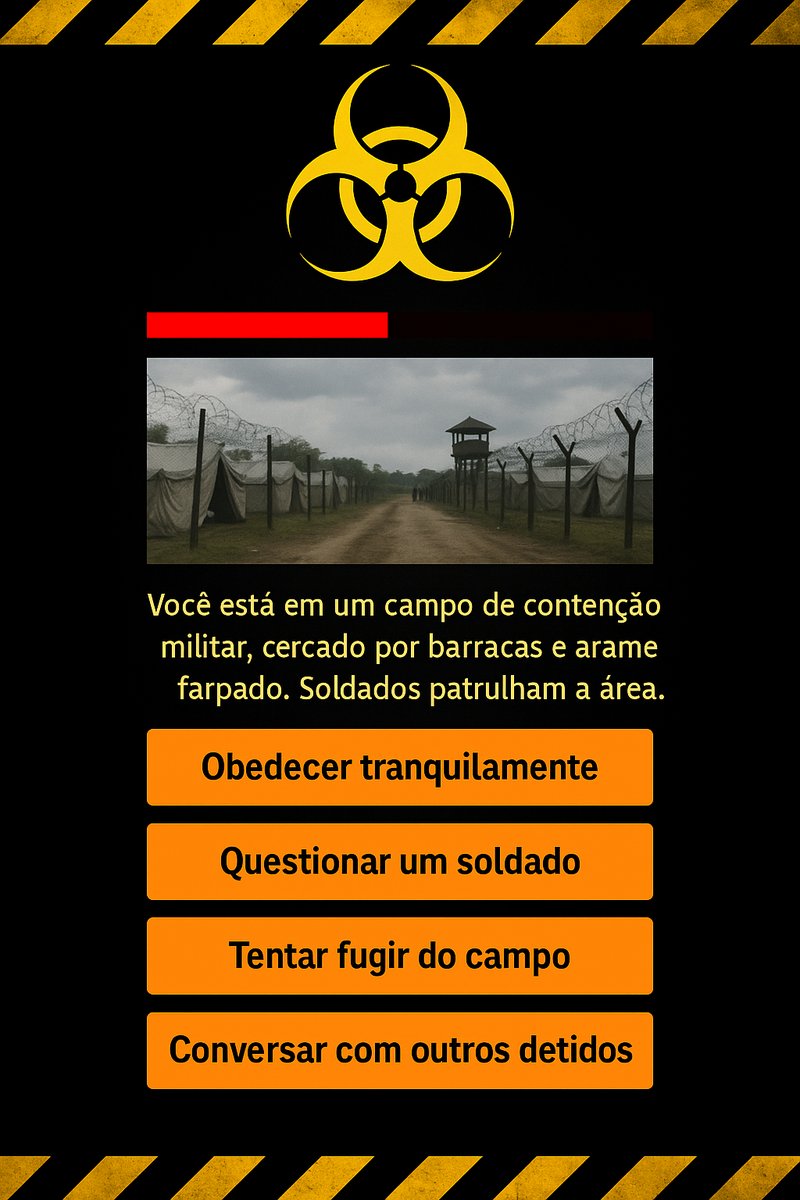 Você está em um campo de contenção
militar, cercado por barracas e arame
farpado. Soldados patrulham a área.
Obedecer tranquilamente
Questionar um soldado
Tentar fugir do campo
Conversar com outros detidos